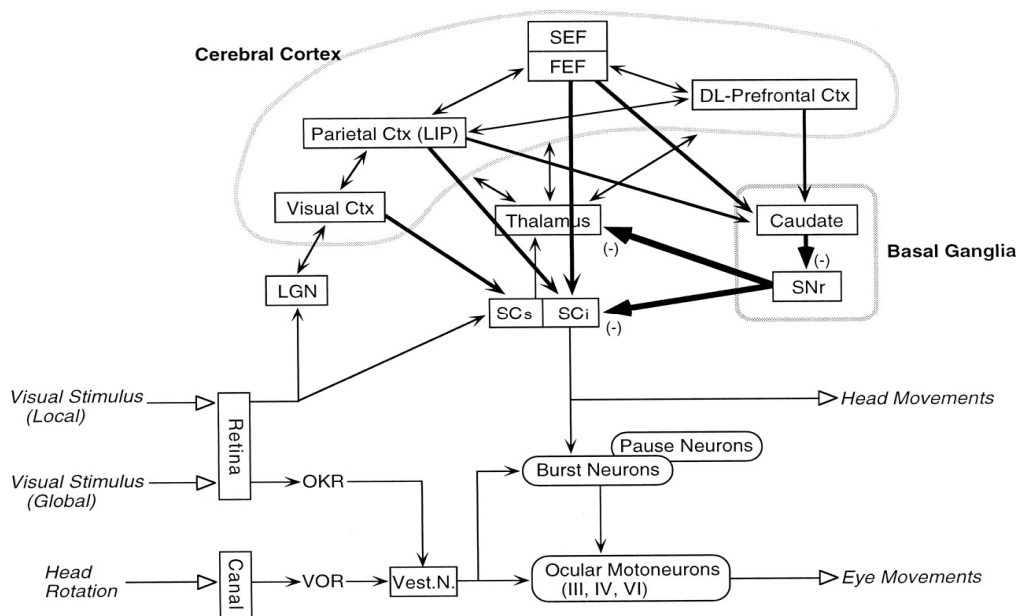 Cerebral Cortex
SEF
FEF
DL-Prefrontal Ctx
Parietal Ctx (LIP)
Visual Ctx
Thalamus
(-)
Caudate
(-)
SNr
Basal Ganglia
LGN
SCs
SCi
(-)
Visual Stimulus
(Local)
Retina
Head Movements
Pause Neurons
Burst Neurons
Visual Stimulus
(Global)
OKR
Head
Rotation
Canal
VOR
Vest.N.
Ocular Motoneurons
(III, IV, VI)
Eye Movements